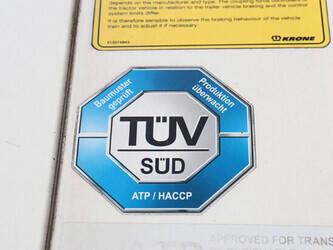 depends on the manufacturer and type. The coupling force controllers of
the tractor vehicle in relation to the trailer vehicle braking and the control
system limits differ.
It is therefore sensible to observe the braking behaviour of the vehicle
train and to adjust if necessary.
KRONE
Baumuster
geprüft
Produktion
überwacht
TÜV
SÜD
ATP / HACCP
APPROVED FOR TRANS